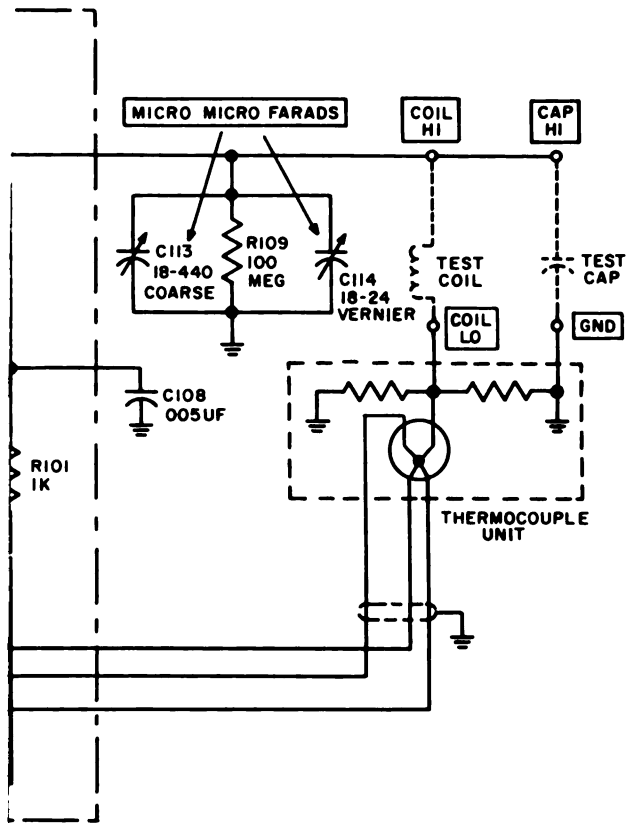 MICRO MICRO FARADS
COIL
HI
CAP
HI
C113
18-440
COARSE
R109
100
MEG
C114
18-24
VERNIER
TEST
COIL
TEST
CAP
COIL
LO
GND
C108
.005UF
R101
1K
THERMOCOUPLE
UNIT